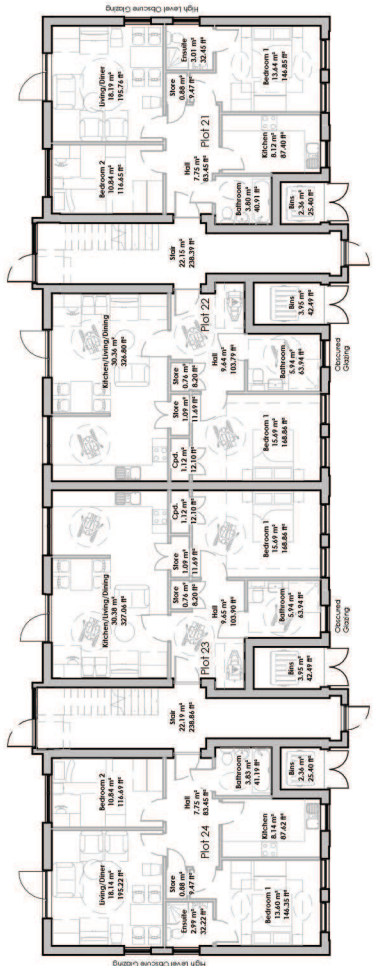 High Level Obscure Glazing
Living/Diner
18.19 m²
195.76 ft²
Ensuite
3.01 m²
32.45 ft²
Store
0.88 m²
9.47 ft²
Bedroom 1
13.64 m²
146.85 ft²
Bedroom 2
10.84 m²
116.65 ft²
Plot 21
Hall
7.75 m²
83.45 ft²
Kitchen
8.12 m²
87.40 ft²
Bathroom
3.80 m²
40.91 ft²
Bins
2.36 m²
25.40 ft²
Stair
22.15 m²
238.39 ft²
Bins
3.95 m²
42.49 ft²
Kitchen/Living/Dining
30.36 m²
326.80 ft²
Plot 22
Hall
9.64 m²
103.79 ft²
Store
0.76 m²
8.20 ft²
Store
1.09 m²
11.69 ft²
Cpd.
1.12 m²
12.10 ft²
Bathroom
5.94 m²
63.94 ft²
Obscured
Glazing
Bedroom 1
15.69 m²
168.86 ft²
Cpd.
1.12 m²
12.10 ft²
Store
1.09 m²
11.69 ft²
Store
0.76 m²
8.20 ft²
Bedroom 1
15.69 m²
168.86 ft²
Kitchen/Living/Dining
30.38 m²
327.06 ft²
Hall
9.65 m²
103.90 ft²
Bathroom
5.94 m²
63.94 ft²
Obscured
Glazing
Plot 23
Bins
3.95 m²
42.49 ft²
Stair
22.19 m²
238.86 ft²
Bins
2.36 m²
25.40 ft²
Bedroom 2
10.84 m²
116.69 ft²
Bathroom
3.83 m²
41.19 ft²
Hall
7.75 m²
83.45 ft²
Plot 24
Kitchen
8.14 m²
87.62 ft²
Living/Diner
18.14 m²
195.22 ft²
Store
0.88 m²
9.47 ft²
Ensuite
2.99 m²
32.22 ft²
Bedroom 1
13.60 m²
146.35 ft²
High Level Obscure Glazing